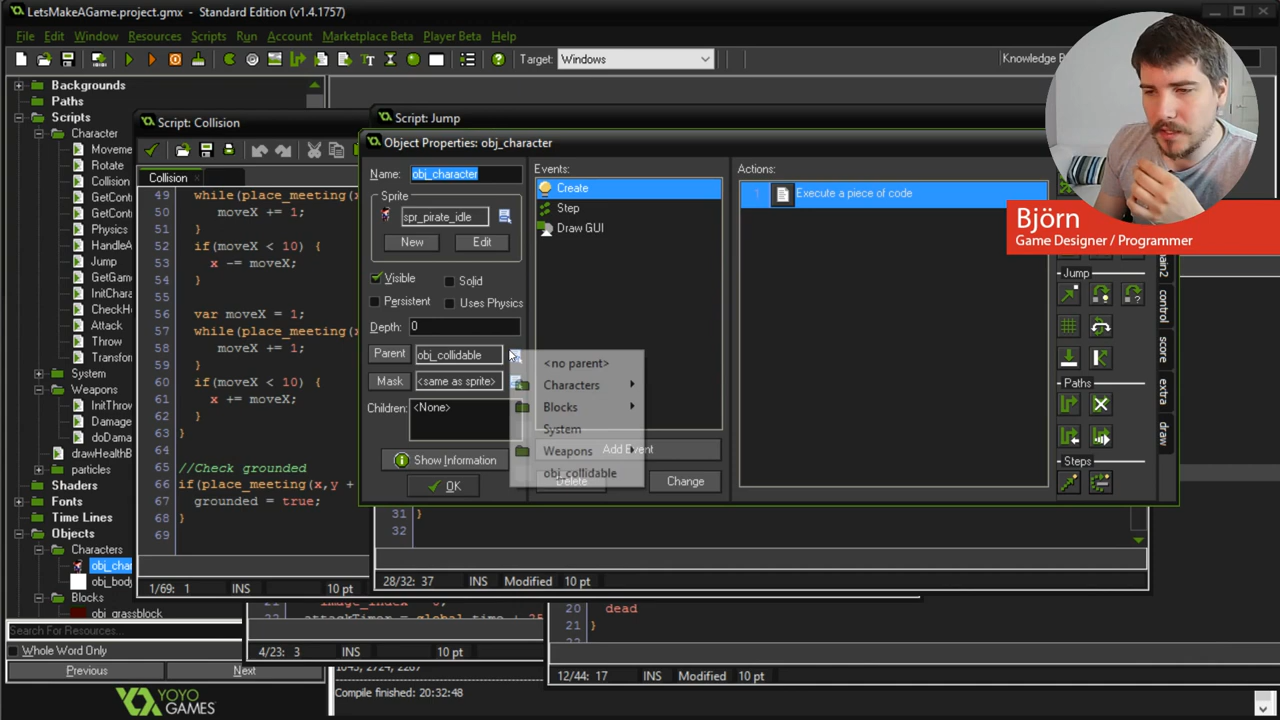 LetsMakeAGame.project.gmx - Standard Edition (v1.4.1757)
File Edit Window Resources Scripts Run Account Marketplace Beta Player Beta Help
Target: Windows
Backgrounds
Paths
Scripts
Character
Rotate
Collision
Physics
Jump
Attack
Throw
System
Weapons
particles
Shaders
Fonts
Time Lines
Objects
Characters
Blocks
obj_grassblock
Search For Resources...
Whole Word Only
Previous Next
YOYO
GAMES
Script: Collision
Collision
49 while(place_meeting(
50 moveX += 1;
51 }
52 if(moveX < 10) {
53 x -= moveX;
54 }
55
56 var moveX = 1;
57 while(place_meeting(
58 moveX += 1;
59 }
60 if(moveX < 10) {
61 x += moveX;
62 }
63 }
64
65 //Check grounded
66 if(place_meeting(x,y +
67 grounded = true;
68 }
69
1/69: 1 INS 10 pt
Script: Jump
Object Properties: obj_character
Name: obj_character
Sprite
spr_pirate_idle
New Edit
Visible Solid
Persistent Uses Physics
Depth: 0
Parent obj_collidable
Mask <same as sprite>
Children: <None>
Show Information
OK
Events:
Create
Step
Draw GUI
Add Event
Delete Change
<no parent>
Characters
Blocks
System
Weapons
obj_collidable
Actions:
1 Execute a piece of code
Jump
Paths
Steps
main2
control
score
extra
draw
Björn
Game Designer / Programmer
31 }
32
28/32: 37 INS Modified 10 pt
4/23: 3 10 pt
20 dead
21 }
12/44: 17 INS Modified 10 pt
Compile finished: 20:32:48